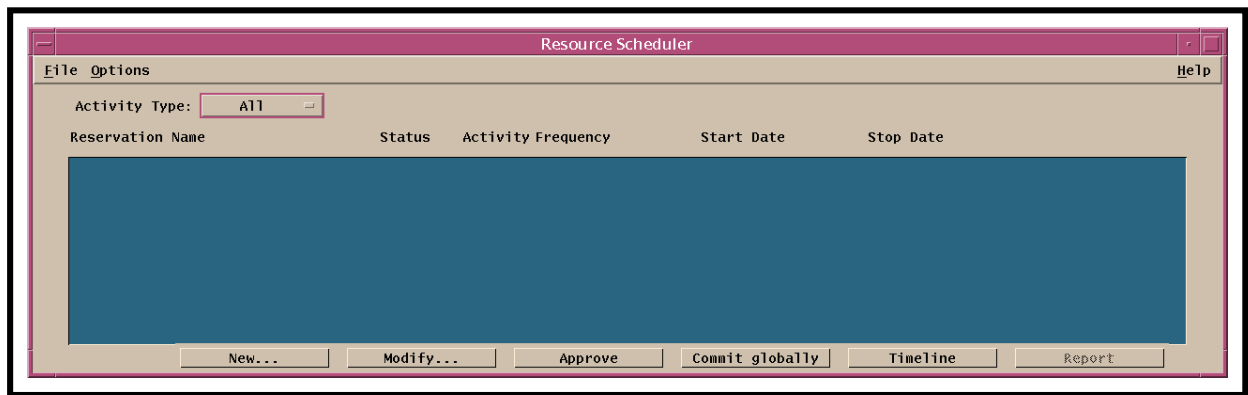 Resource Scheduler
File Options Help
Activity Type: All
Reservation Name Status Activity Frequency Start Date Stop Date
New... Modify... Approve Commit globally Timeline Report